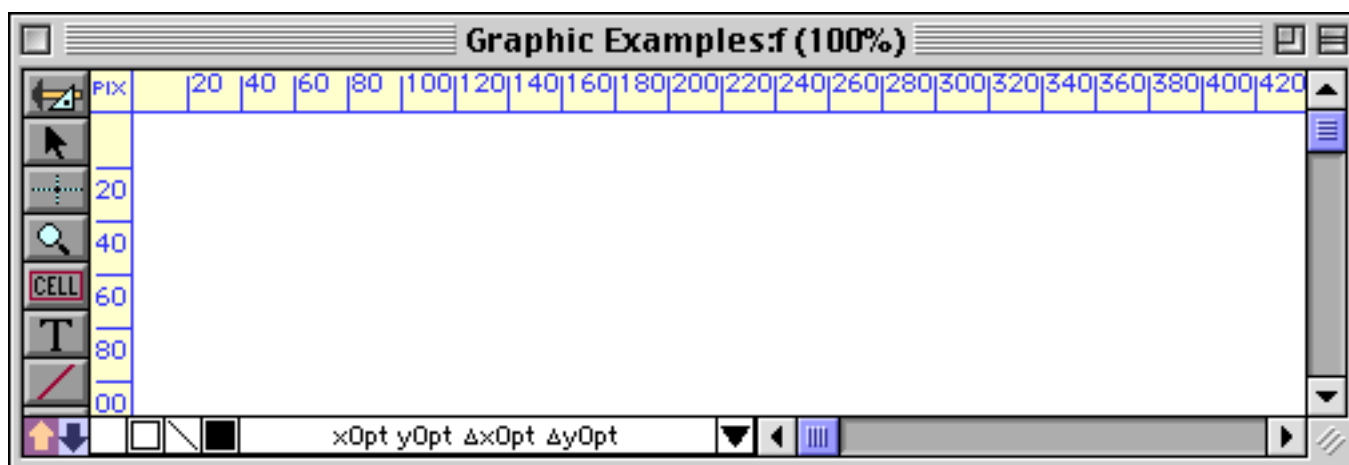 Graphic Examples:f (100%)
PIX 20 40 60 80 100 120 140 160 180 200 220 240 260 280 300 320 340 360 380 400 420
20
40
CELL 60
T 80
00
x0pt y0pt Δx0pt Δy0pt